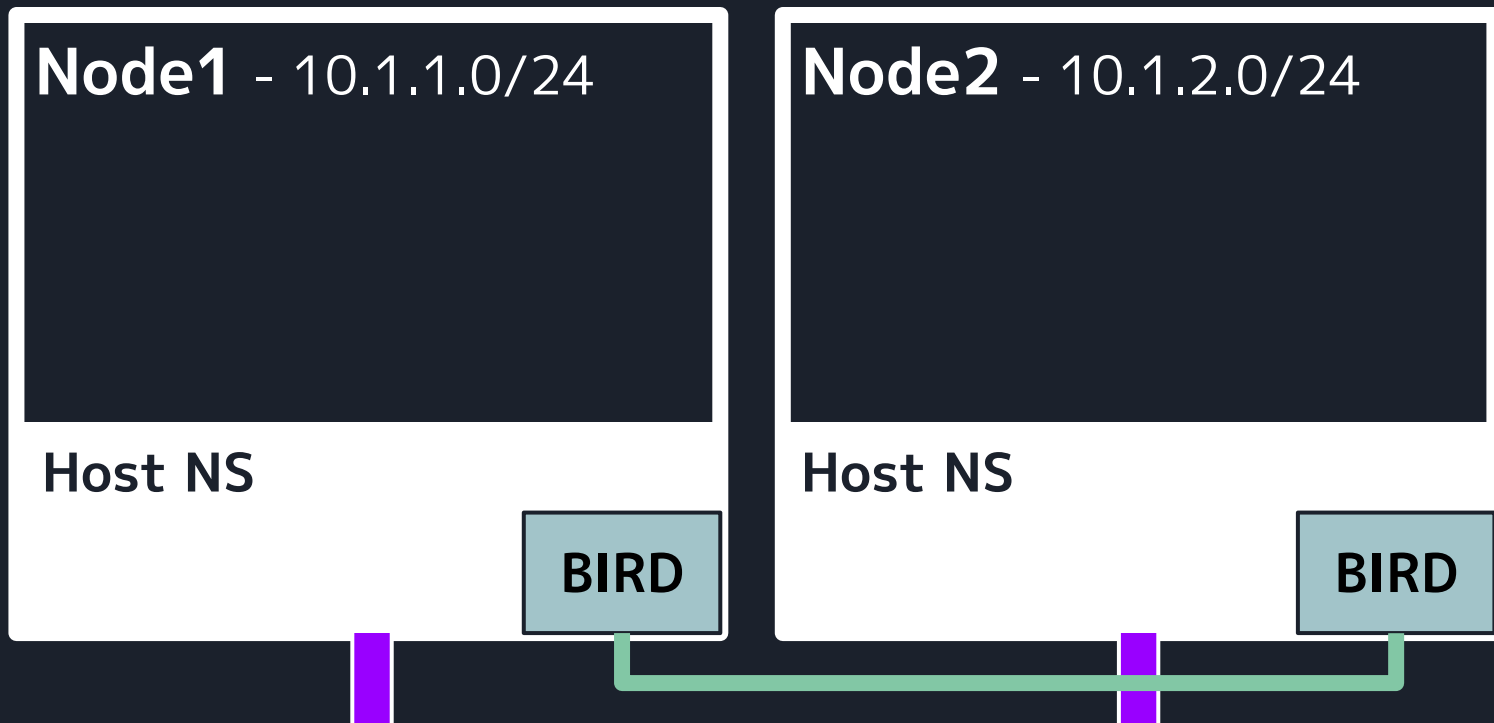 Node1 - 10.1.1.0/24
Host NS
BIRD
Node2 - 10.1.2.0/24
Host NS
BIRD